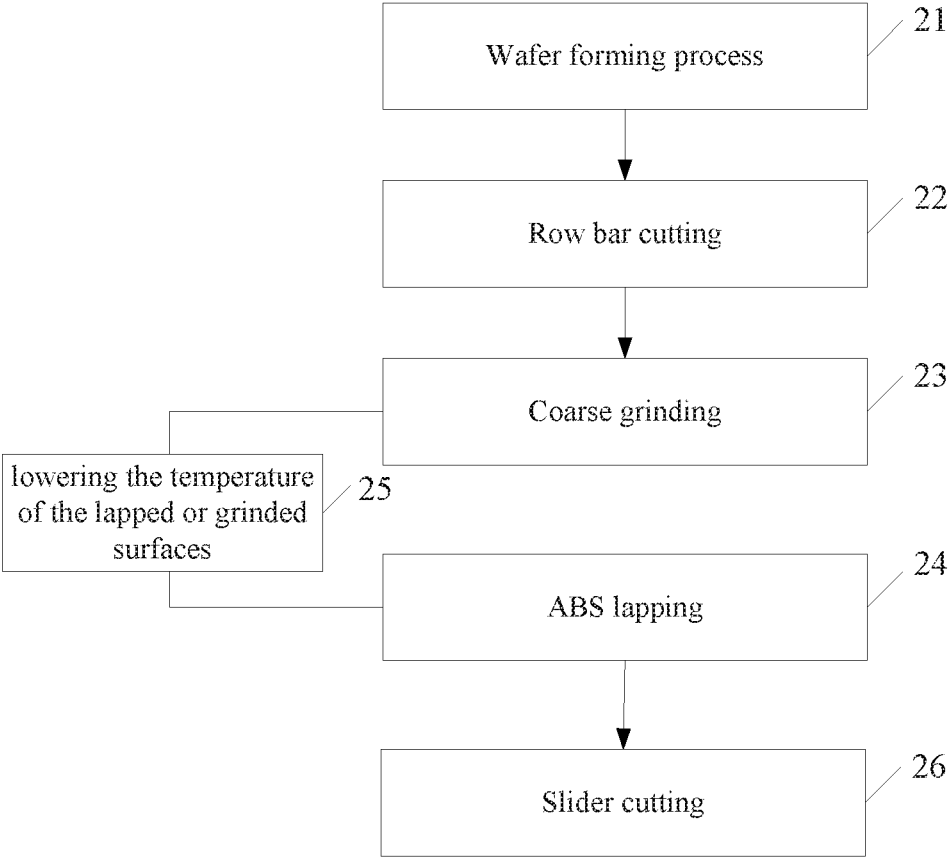 21
Wafer forming process
22
Row bar cutting
23
Coarse grinding
lowering the temperature
of the lapped or grinded
surfaces
25
24
ABS lapping
26
Slider cutting